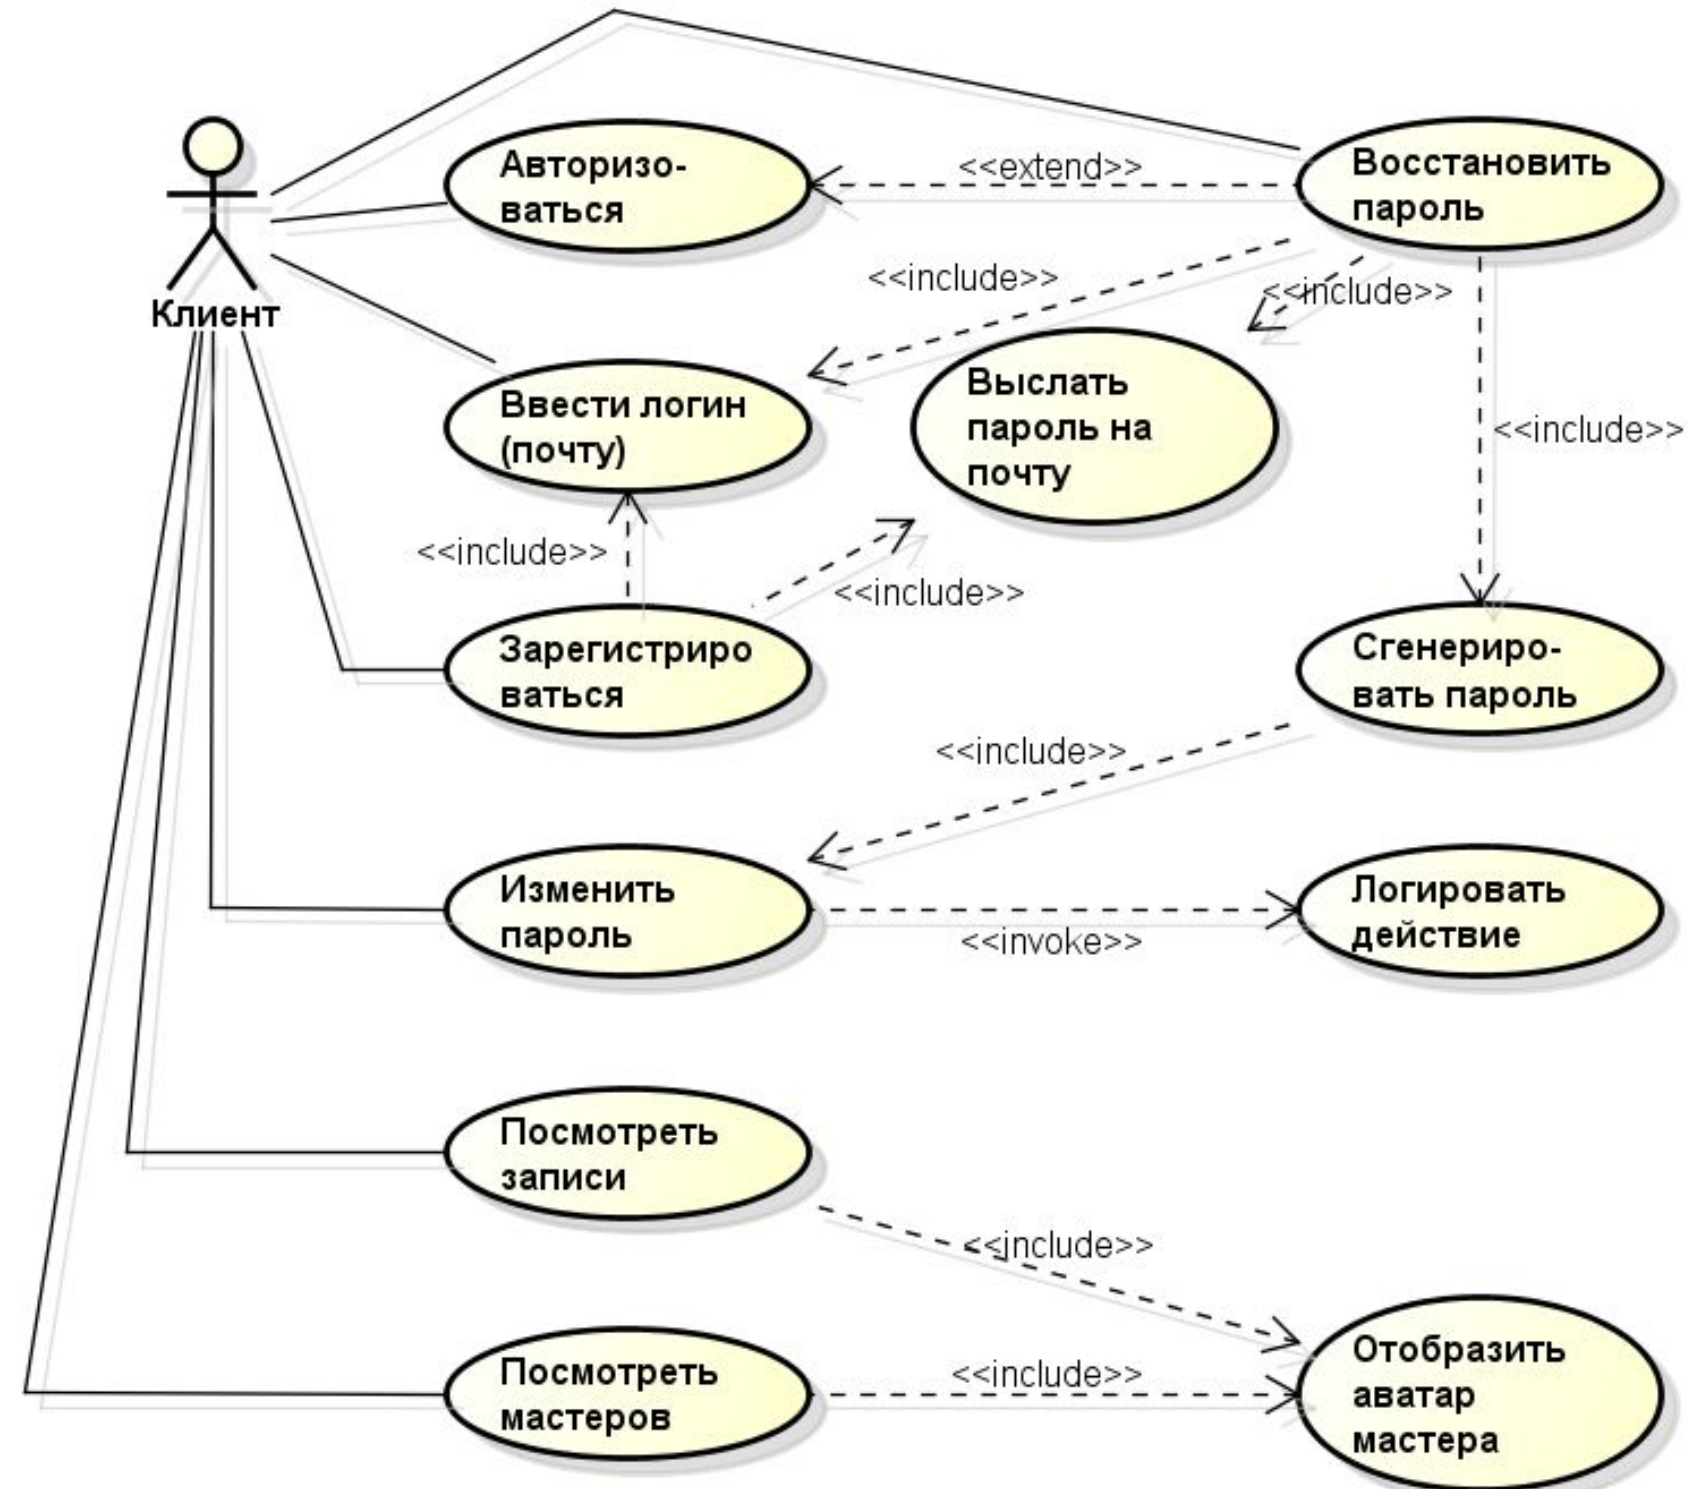 Авторизо-
ваться
<<extend>>
Восстановить
пароль
Клиент
<<include>>
<<include>>
Ввести логин
(почту)
Выслать
пароль на
почту
<<include>>
<<include>>
<<include>>
Зарегистриро
ваться
Сгенериро-
вать пароль
<<include>>
Изменить
пароль
<<invoke>>
Логировать
действие
Посмотреть
записи
<<include>>
Посмотреть
мастеров
<<include>>
Отобразить
аватар
мастера